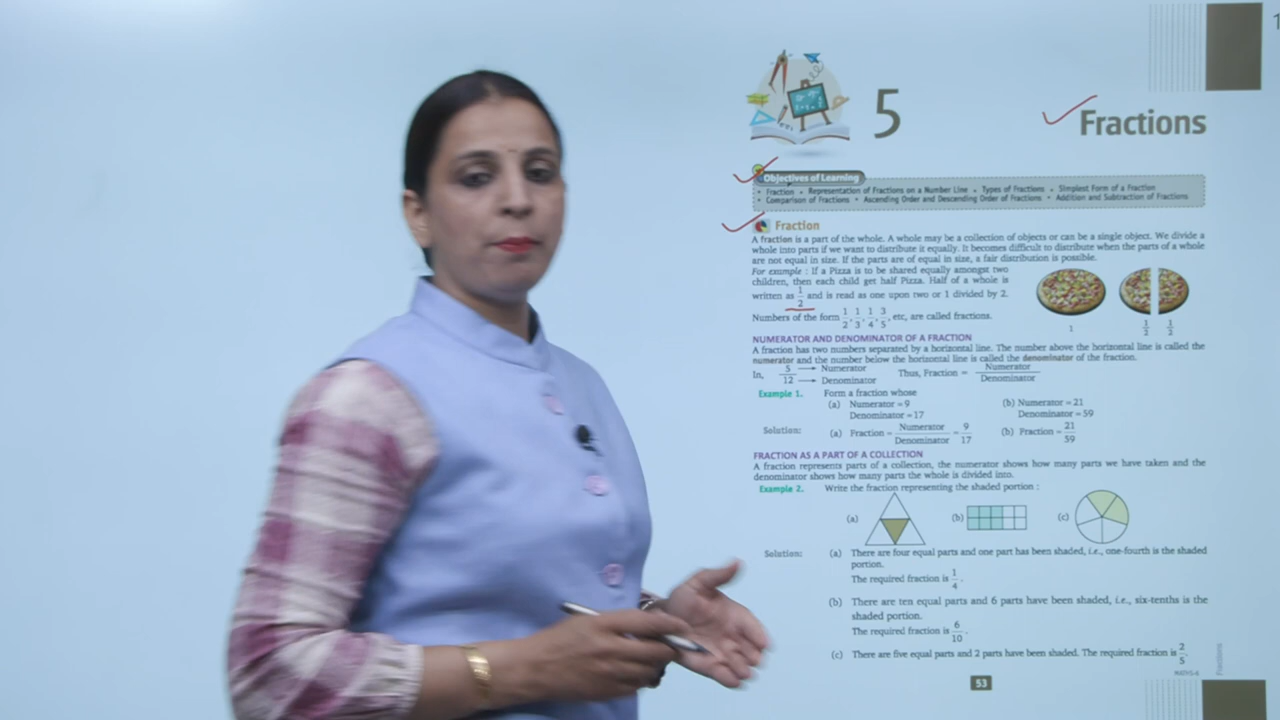 5
Fractions
Objectives of Learning
• Fraction • Representation of Fractions on a Number Line • Types of Fractions • Simplest Form of a Fraction
• Comparison of Fractions • Ascending Order and Descending Order of Fractions • Addition and Subtraction of Fractions
Fraction
A fraction is a part of the whole. A whole may be a collection of objects or can be a single object. We divide a
whole into parts if we want to distribute it equally. It becomes difficult to distribute when the parts of a whole
are not equal in size. If the parts are of equal in size, a fair distribution is possible.
For example : If a Pizza is to be shared equally amongst two
children, then each child get half Pizza. Half of a whole is
written as 1/2 and is read as one upon two or 1 divided by 2.
1
1/2 1/2
Numbers of the form 1/2, 1/3, 1/4, 3/5, etc, are called fractions.
NUMERATOR AND DENOMINATOR OF A FRACTION
A fraction has two numbers separated by a horizontal line. The number above the horizontal line is called the
numerator and the number below the horizontal line is called the denominator of the fraction.
In, 5/12 → Numerator → Denominator Thus, Fraction = Numerator/Denominator
Example 1. Form a fraction whose
(a) Numerator = 9 (b) Numerator = 21
Denominator = 17 Denominator = 59
Solution: (a) Fraction = Numerator/Denominator = 9/17 (b) Fraction = 21/59
FRACTION AS A PART OF A COLLECTION
A fraction represents parts of a collection, the numerator shows how many parts we have taken and the
denominator shows how many parts the whole is divided into.
Example 2. Write the fraction representing the shaded portion :
(a) (b) (c)
Solution: (a) There are four equal parts and one part has been shaded, i.e., one-fourth is the shaded
portion.
The required fraction is 1/4.
(b) There are ten equal parts and 6 parts have been shaded, i.e., six-tenths is the
shaded portion.
The required fraction is 6/10.
(c) There are five equal parts and 2 parts have been shaded. The required fraction is 2/5.
53
Fractions